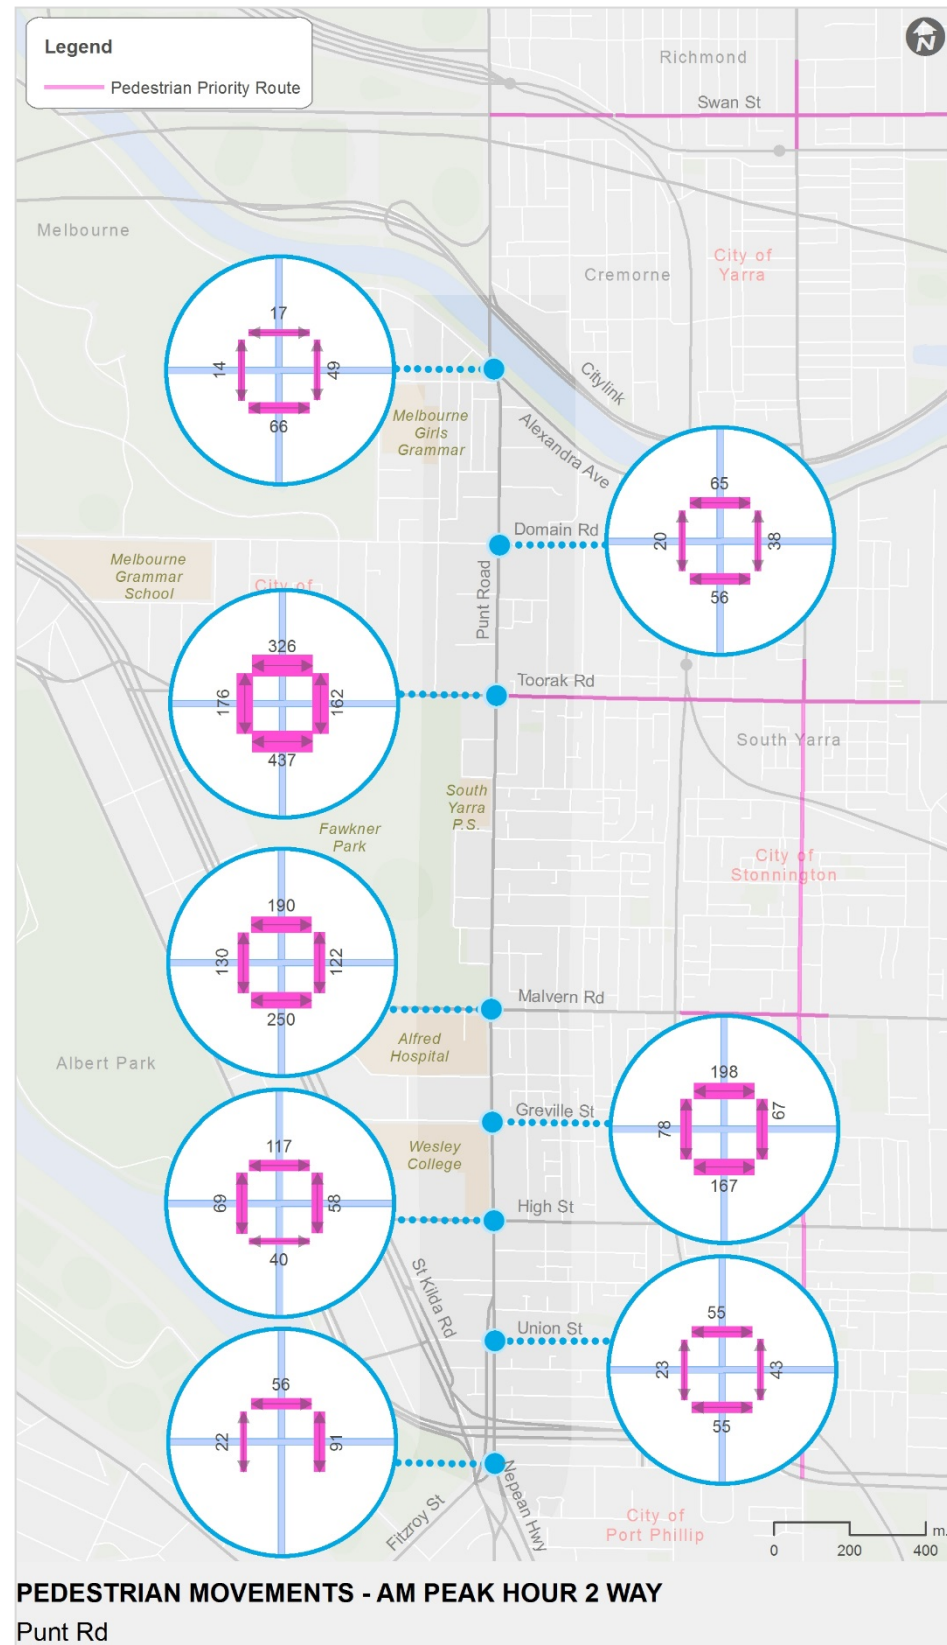 Legend
Pedestrian Priority Route
N
Richmond
Swan St
Melbourne
City of
Yarra
Cremorne
17
14
49
66
Citylink
Melbourne
Girls
Grammar
Alexandra Ave
65
20
38
56
Domain Rd
Melbourne
Grammar
School
City of
Punt Road
326
176
162
437
Toorak Rd
South Yarra
South
Yarra
P.S.
Fawkner
Park
City of
Stonnington
190
130
122
250
Malvern Rd
Alfred
Hospital
Albert Park
198
78
67
167
Greville St
Wesley
College
117
69
58
40
High St
St Kilda Rd
Union St
55
23
43
55
56
22
91
Nepean Hwy
Fitzroy St
City of
Port Phillip
m.
0 200 400
PEDESTRIAN MOVEMENTS - AM PEAK HOUR 2 WAY
Punt Rd